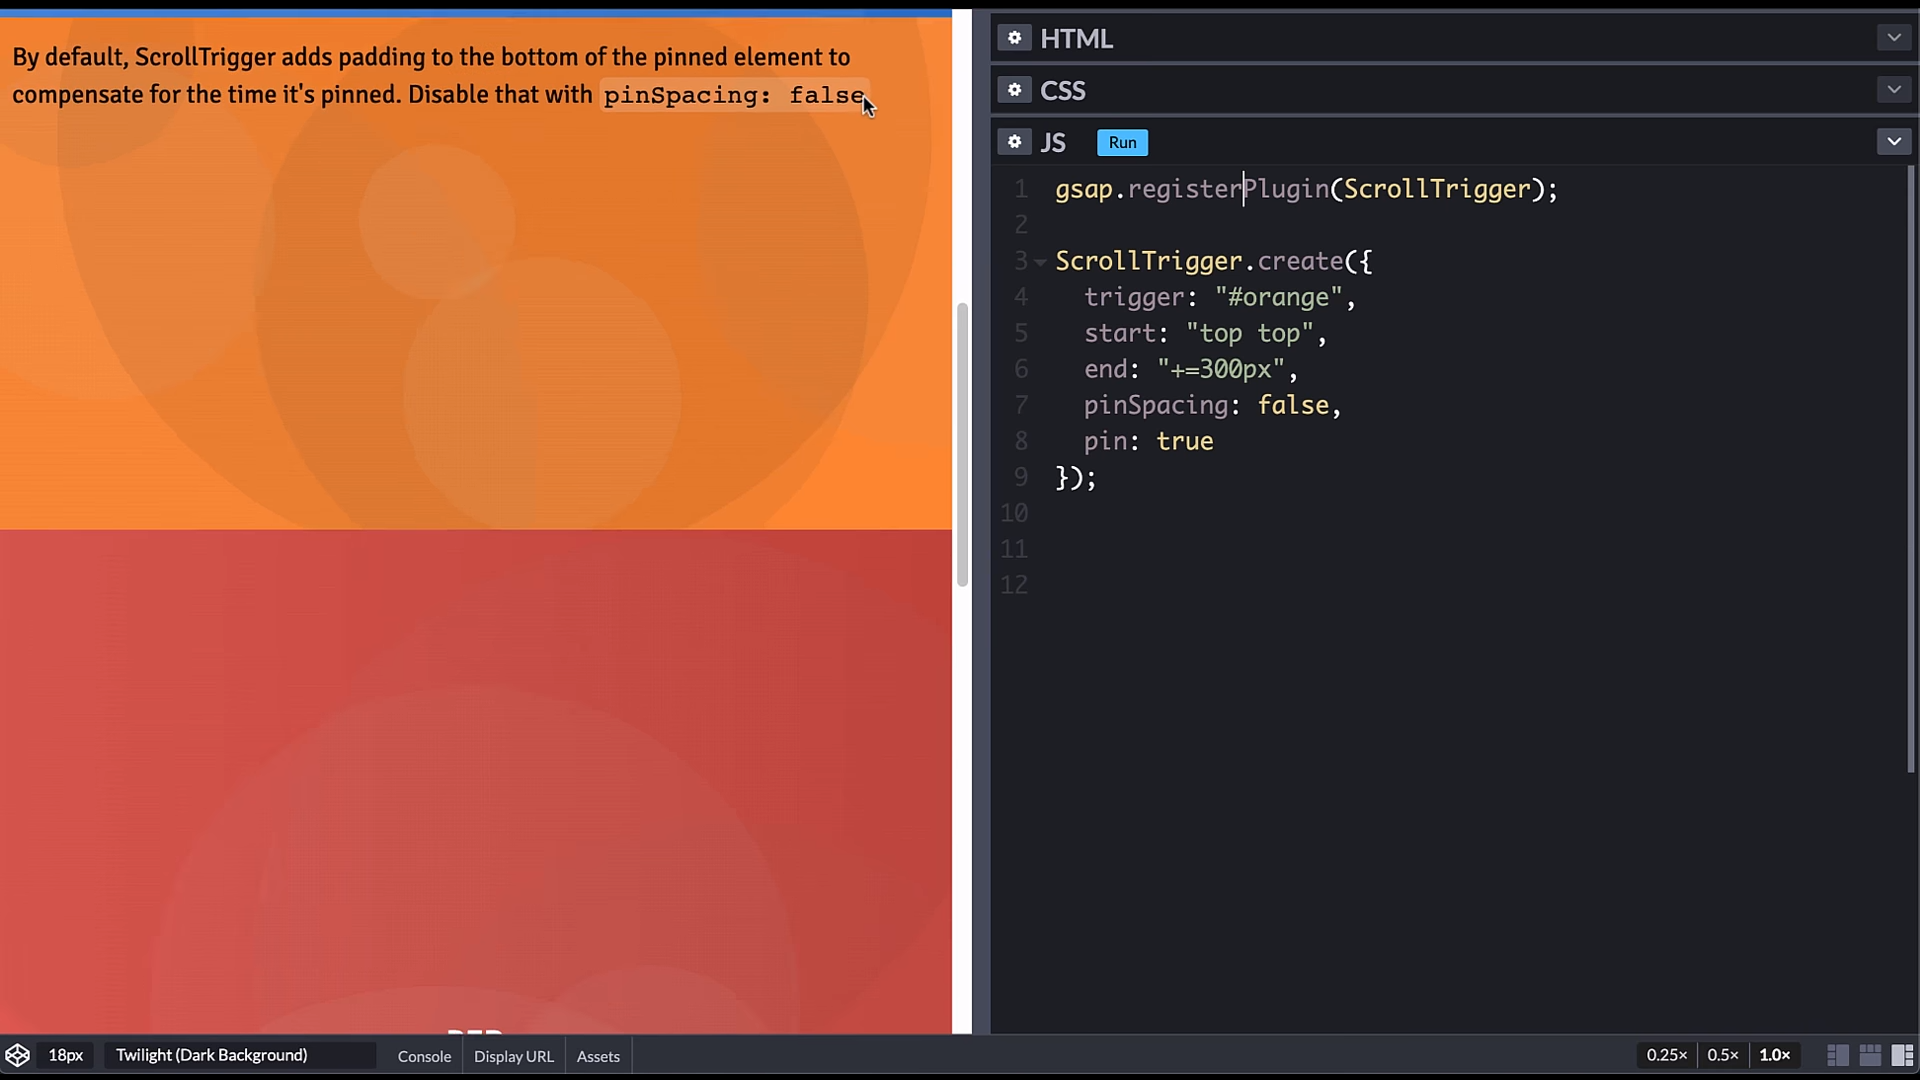 By default, ScrollTrigger adds padding to the bottom of the pinned element to
compensate for the time it's pinned. Disable that with pinSpacing: false
HTML
CSS
JS Run
1 gsap.registerPlugin(ScrollTrigger);
2
3 ScrollTrigger.create({
4 trigger: "#orange",
5 start: "top top",
6 end: "+=300px",
7 pinSpacing: false,
8 pin: true
9 });
10
11
12
18px Twilight (Dark Background) Console Display URL Assets 0.25× 0.5× 1.0×